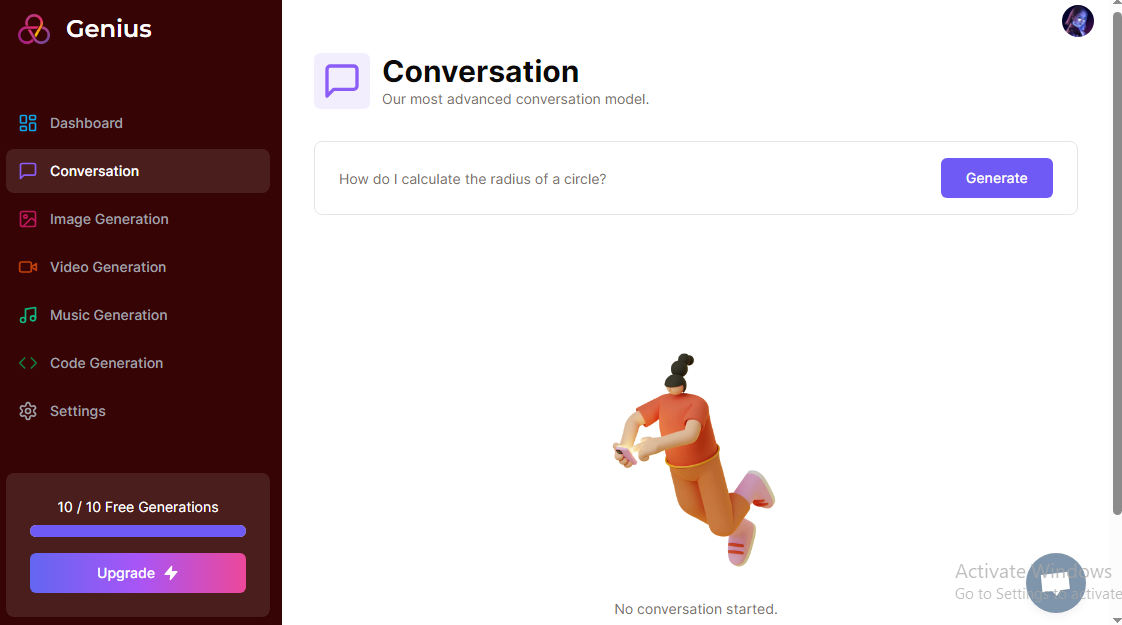 Genius
Dashboard
Conversation
Image Generation
Video Generation
Music Generation
Code Generation
Settings
10 / 10 Free Generations
Upgrade
Conversation
Our most advanced conversation model.
How do I calculate the radius of a circle?
Generate
No conversation started.
Activate Windows
Go to Settings to activate